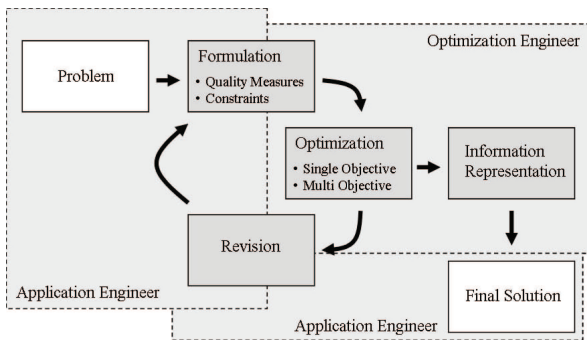 Optimization Engineer
Problem
Formulation
• Quality Measures
• Constraints
Optimization
• Single Objective
• Multi Objective
Information
Representation
Revision
Application Engineer
Final Solution
Application Engineer